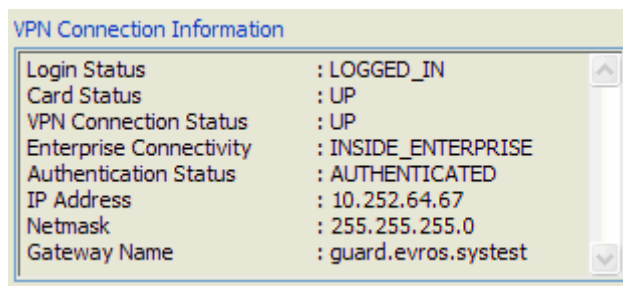 VPN Connection Information
Login Status : LOGGED_IN
Card Status : UP
VPN Connection Status : UP
Enterprise Connectivity : INSIDE_ENTERPRISE
Authentication Status : AUTHENTICATED
IP Address : 10.252.64.67
Netmask : 255.255.255.0
Gateway Name : guard.evros.systest